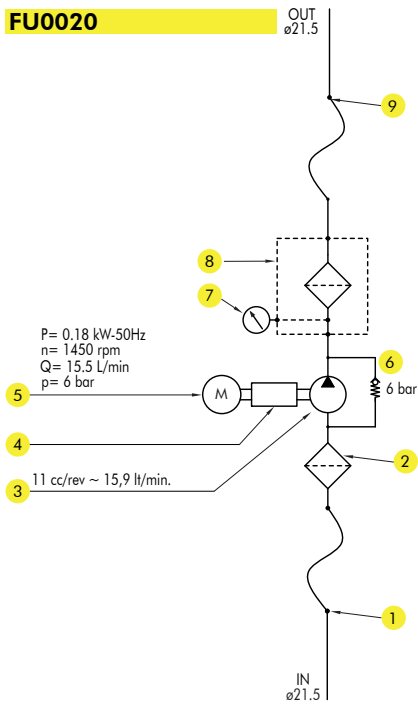 FU0020
OUT
ø21.5
9
8
7
P= 0.18 kW-50Hz
n= 1450 rpm
Q= 15.5 L/min
p= 6 bar
6
6 bar
5
M
4
2
3
11 cc/rev ~ 15,9 lt/min.
1
IN
ø21.5